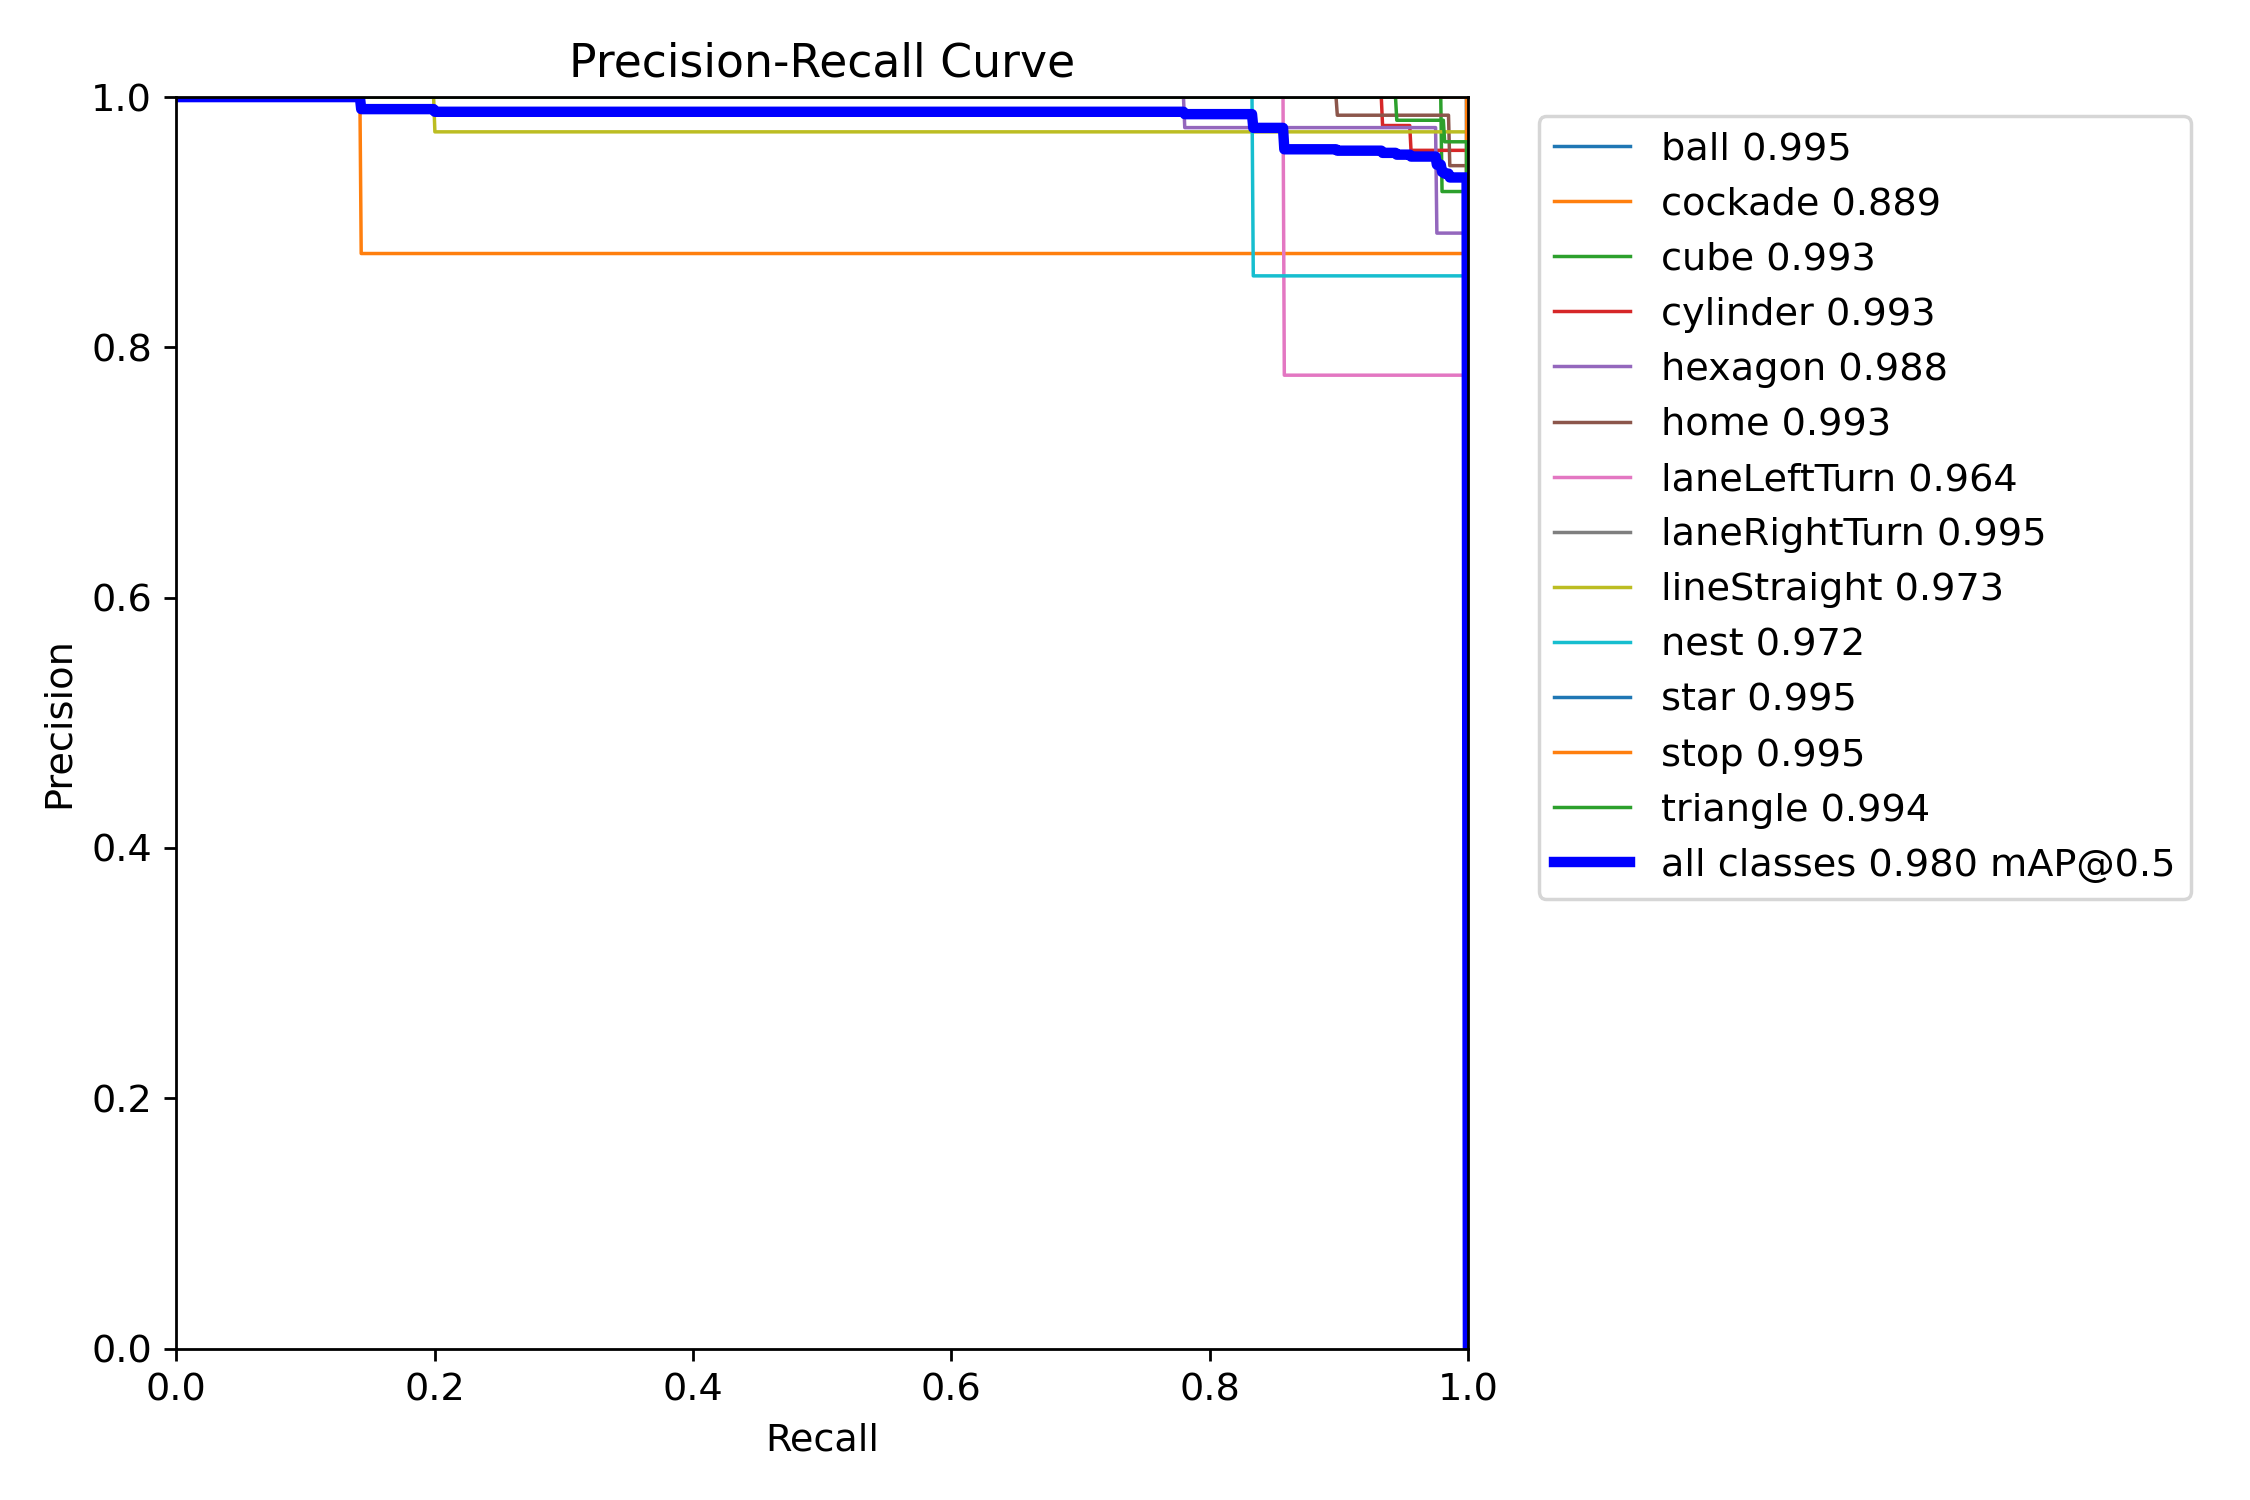 Precision-Recall Curve
1.0
0.8
0.6
0.4
0.2
0.0
Precision
0.0 0.2 0.4 0.6 0.8 1.0
Recall
ball 0.995
cockade 0.889
cube 0.993
cylinder 0.993
hexagon 0.988
home 0.993
laneLeftTurn 0.964
laneRightTurn 0.995
lineStraight 0.973
nest 0.972
star 0.995
stop 0.995
triangle 0.994
all classes 0.980 mAP@0.5